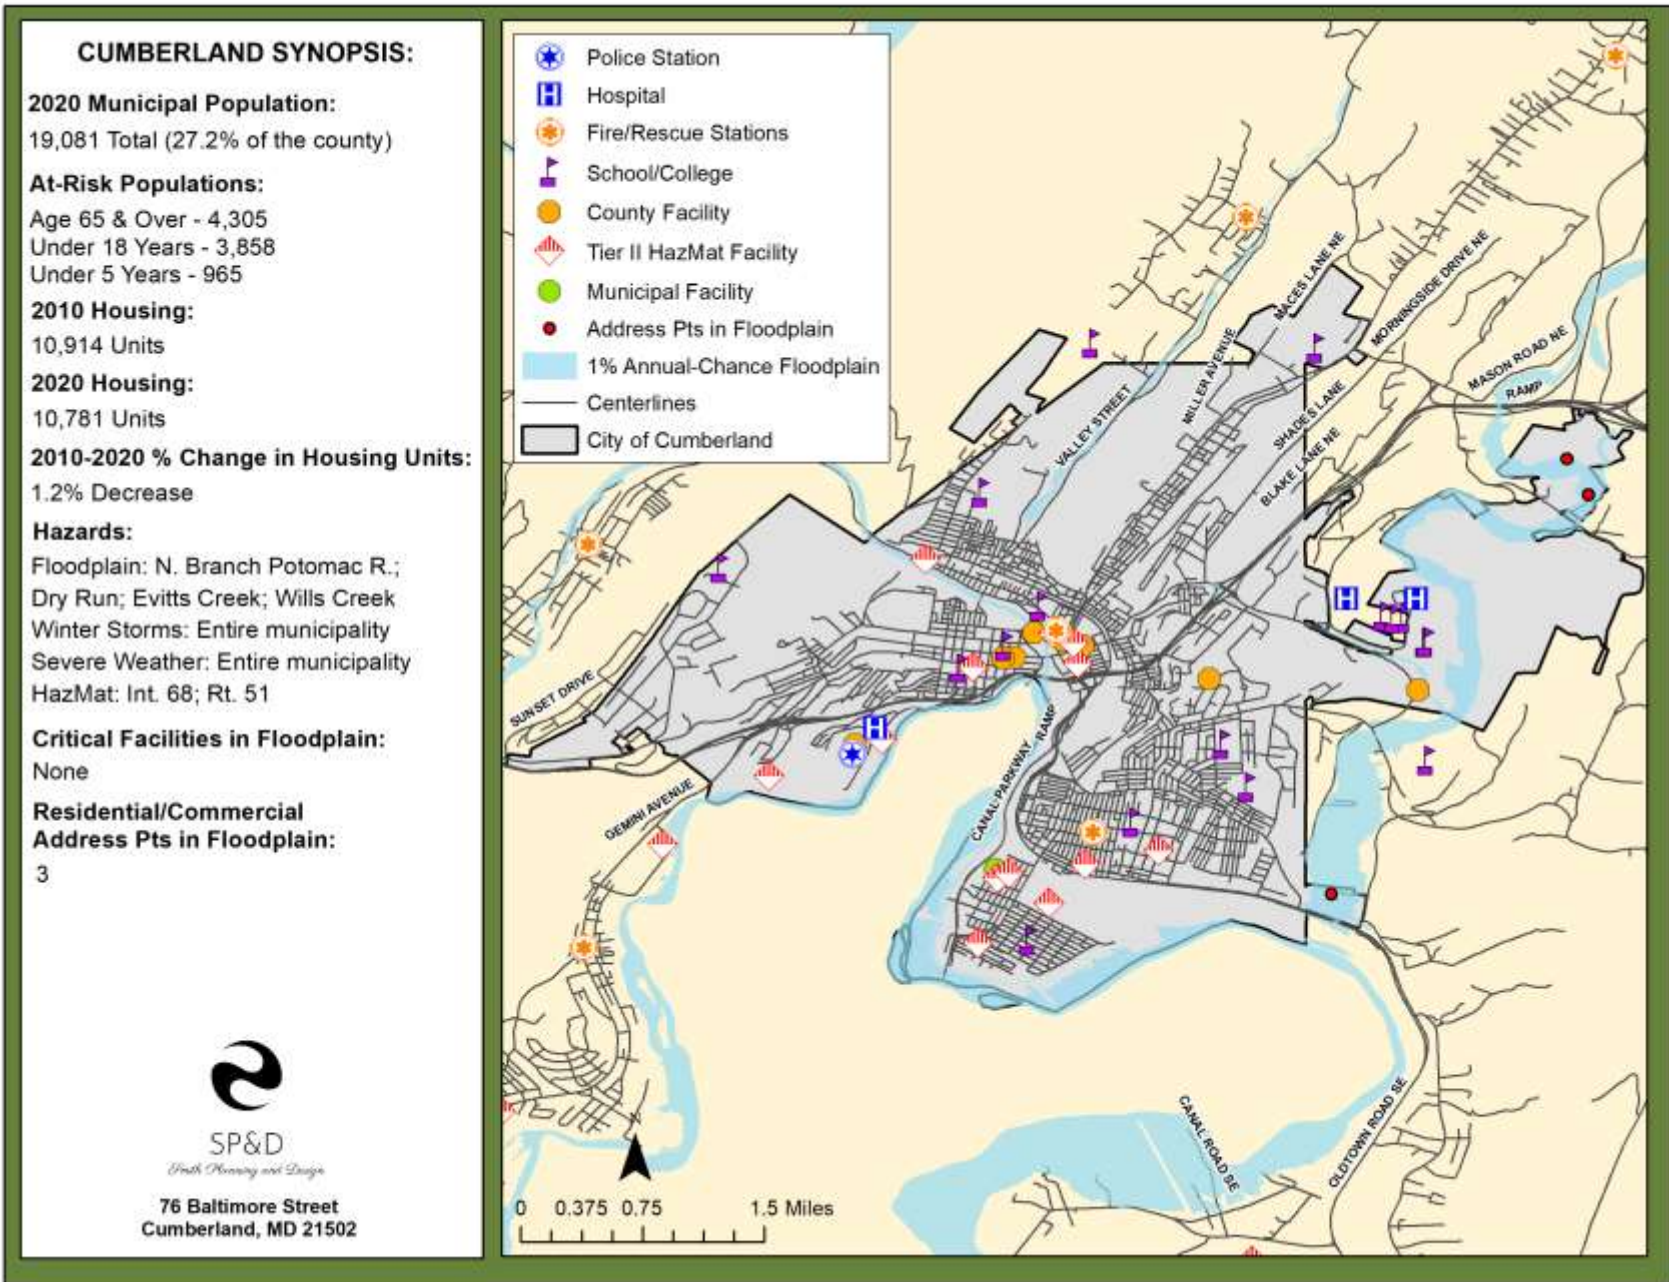 CUMBERLAND SYNOPSIS:
2020 Municipal Population:
19,081 Total (27.2% of the county)
At-Risk Populations:
Age 65 & Over - 4,305
Under 18 Years - 3,858
Under 5 Years - 965
2010 Housing:
10,914 Units
2020 Housing:
10,781 Units
2010-2020 % Change in Housing Units:
1.2% Decrease
Hazards:
Floodplain: N. Branch Potomac R.;
Dry Run; Evitts Creek; Wills Creek
Winter Storms: Entire municipality
Severe Weather: Entire municipality
HazMat: Int. 68; Rt. 51
Critical Facilities in Floodplain:
None
Residential/Commercial
Address Pts in Floodplain:
3
SP&D
Smith Planning and Design
76 Baltimore Street
Cumberland, MD 21502
Police Station
Hospital
Fire/Rescue Stations
School/College
County Facility
Tier II HazMat Facility
Municipal Facility
Address Pts in Floodplain
1% Annual-Chance Floodplain
Centerlines
City of Cumberland
MACES LANE NE
MORNINGSIDE DRIVE NE
MILLER AVENUE
MASON ROAD NE
RAMP
VALLEY STREET
SHADES LANE
BLAKE LANE NE
H
H
SUNSET DRIVE
H
RAMP
CANAL PARKWAY
GEMINI AVENUE
CANAL ROAD SE
OLDTOWN ROAD SE
0 0.375 0.75 1.5 Miles